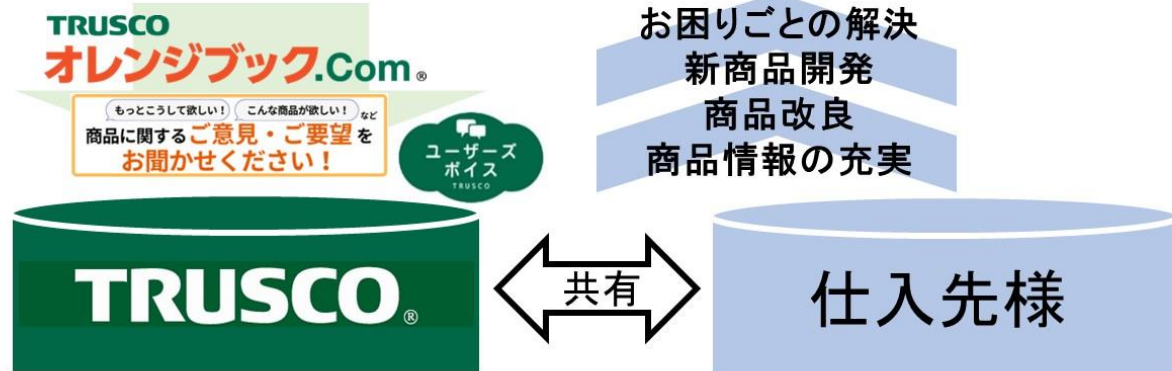 TRUSCO
オレンジブック.Com®
もっとこうして欲しい! こんな商品が欲しい! など
商品に関するご意見・ご要望を
お聞かせください!
ユーザーズ
ボイス
TRUSCO
TRUSCO®
共有
お困りごとの解決
新商品開発
商品改良
商品情報の充実
仕入先様